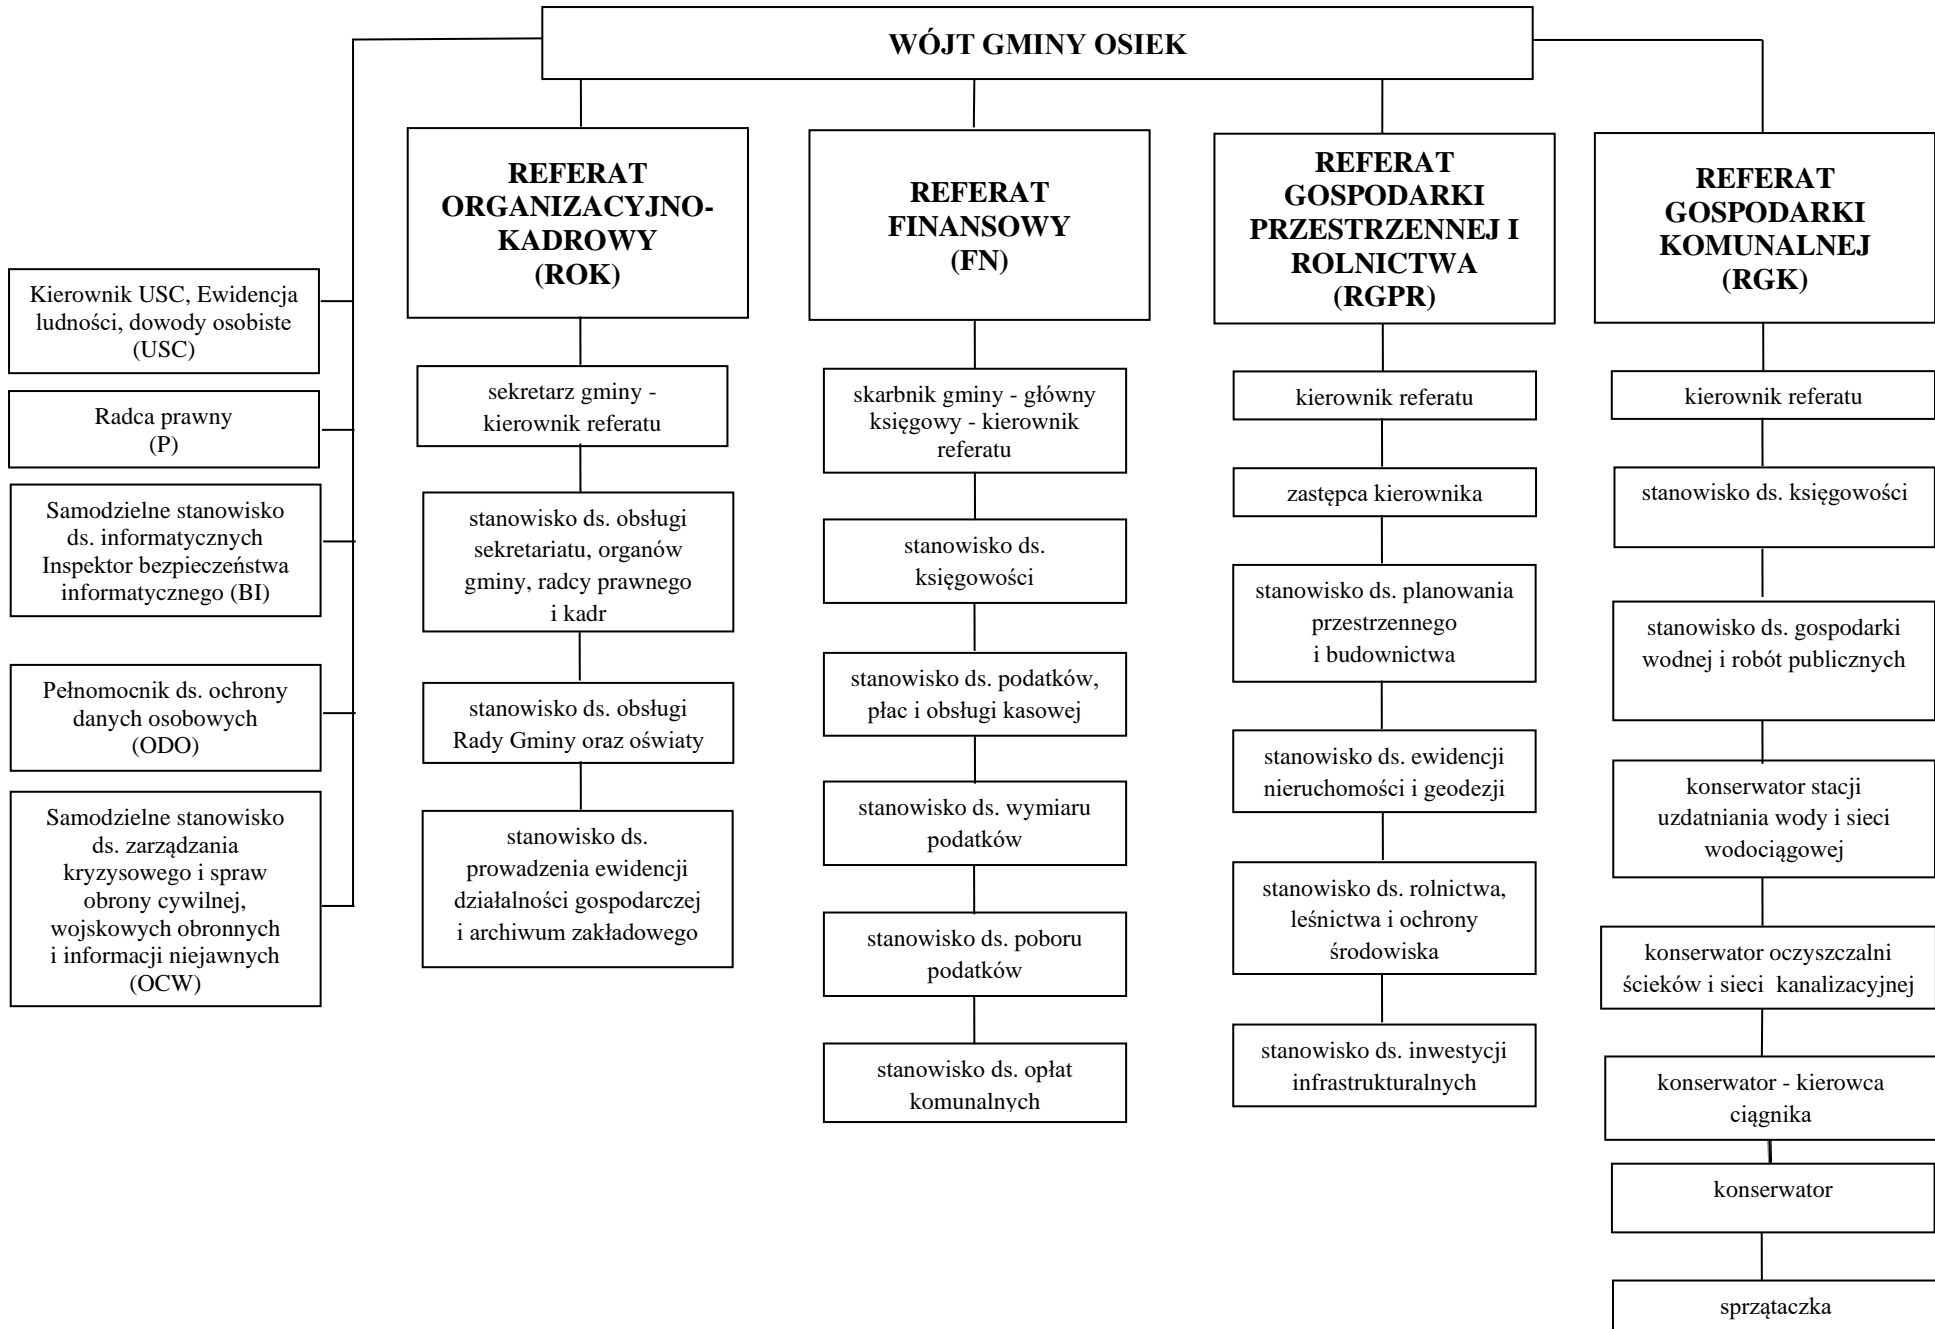 WÓJT GMINY OSIEK
Kierownik USC, Ewidencja
ludności, dowody osobiste
(USC)
Radca prawny
(P)
Samodzielne stanowisko
ds. informatycznych
Inspektor bezpieczeństwa
informatycznego (BI)
Pełnomocnik ds. ochrony
danych osobowych
(ODO)
Samodzielne stanowisko
ds. zarządzania
kryzysowego i spraw
obrony cywilnej,
wojskowych obronnych
i informacji niejawnych
(OCW)
REFERAT
ORGANIZACYJNO-
KADROWY
(ROK)
sekretarz gminy -
kierownik referatu
stanowisko ds. obsługi
sekretariatu, organów
gminy, radcy prawnego
i kadr
stanowisko ds. obsługi
Rady Gminy oraz oświaty
stanowisko ds.
prowadzenia ewidencji
działalności gospodarczej
i archiwum zakładowego
REFERAT
FINANSOWY
(FN)
skarbnik gminy - główny
księgowy - kierownik
referatu
stanowisko ds.
księgowości
stanowisko ds. podatków,
płac i obsługi kasowej
stanowisko ds. wymiaru
podatków
stanowisko ds. poboru
podatków
stanowisko ds. opłat
komunalnych
REFERAT
GOSPODARKI
PRZESTRZENNEJ I
ROLNICTWA
(RGPR)
kierownik referatu
zastępca kierownika
stanowisko ds. planowania
przestrzennego
i budownictwa
stanowisko ds. ewidencji
nieruchomości i geodezji
stanowisko ds. rolnictwa,
leśnictwa i ochrony
środowiska
stanowisko ds. inwestycji
infrastrukturalnych
REFERAT
GOSPODARKI
KOMUNALNEJ
(RGK)
kierownik referatu
stanowisko ds. księgowości
stanowisko ds. gospodarki
wodnej i robót publicznych
konserwator stacji
uzdatniania wody i sieci
wodociągowej
konserwator oczyszczalni
ścieków i sieci kanalizacyjnej
konserwator - kierowca
ciągnika
konserwator
sprzątaczka